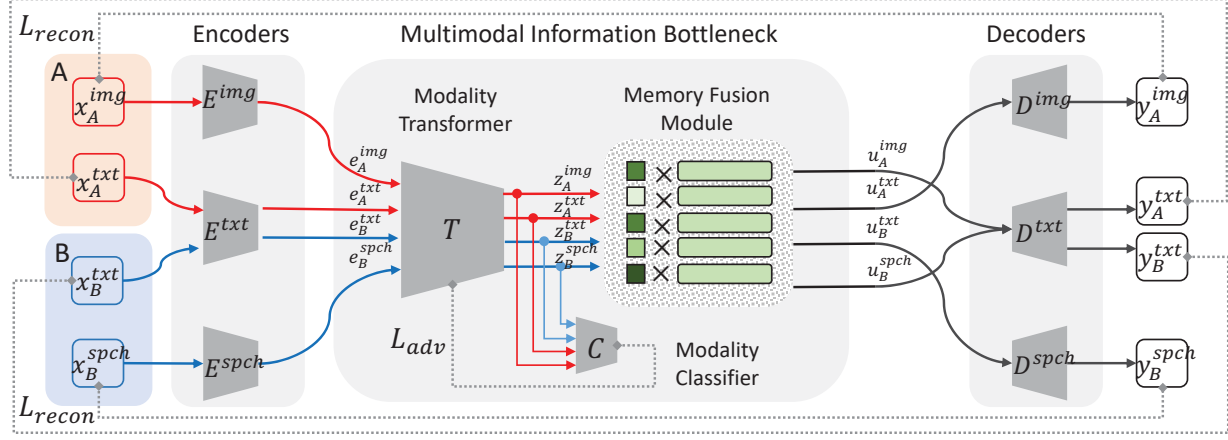 L_recon
Encoders
Multimodal Information Bottleneck
Decoders
A
x_A^img
x_A^txt
B
x_B^txt
x_B^spch
L_recon
E^img
E^txt
E^spch
Modality
Transformer
e_A^img
e_A^txt
e_B^txt
e_B^spch
T
L_adv
z_A^img
z_A^txt
z_B^txt
z_B^spch
C
Modality
Classifier
Memory Fusion
Module
×
×
×
×
×
u_A^img
u_A^txt
u_B^txt
u_B^spch
D^img
D^txt
D^spch
y_A^img
y_A^txt
y_B^txt
y_B^spch